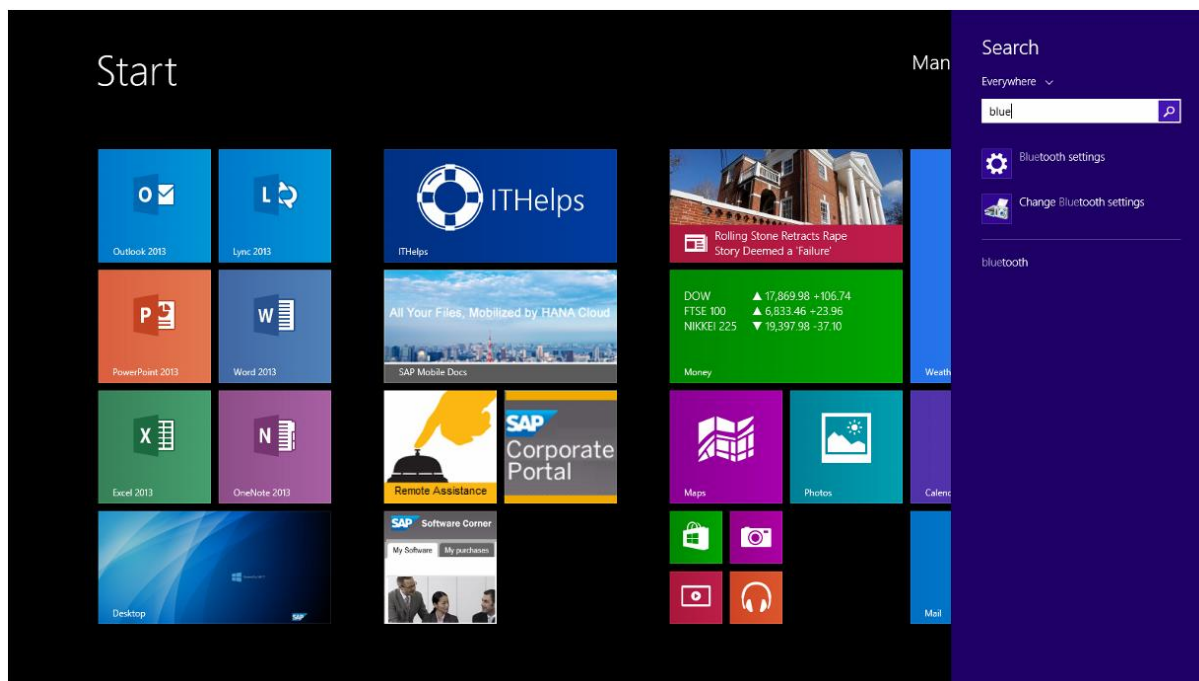 Start
Man
Search
Everywhere
blue
Bluetooth settings
Change Bluetooth settings
bluetooth
O
Outlook 2013
L
Lync 2013
ITHelps
ITHelps
Rolling Stone Retracts Rape
Story Deemed a 'Failure'
P
PowerPoint 2013
W
Word 2013
All Your Files, Mobilized by HANA Cloud
SAP Mobile Docs
DOW ▲ 17,869.98 +106.74
FTSE 100 ▲ 6,833.46 +23.96
NIKKEI 225 ▼ 19,397.98 -37.10
Money
Weath
X
Excel 2013
N
OneNote 2013
Remote Assistance
SAP
Corporate
Portal
Maps
Photos
Calend
Desktop
SAP
SAP Software Corner
My Software My purchases
Mail